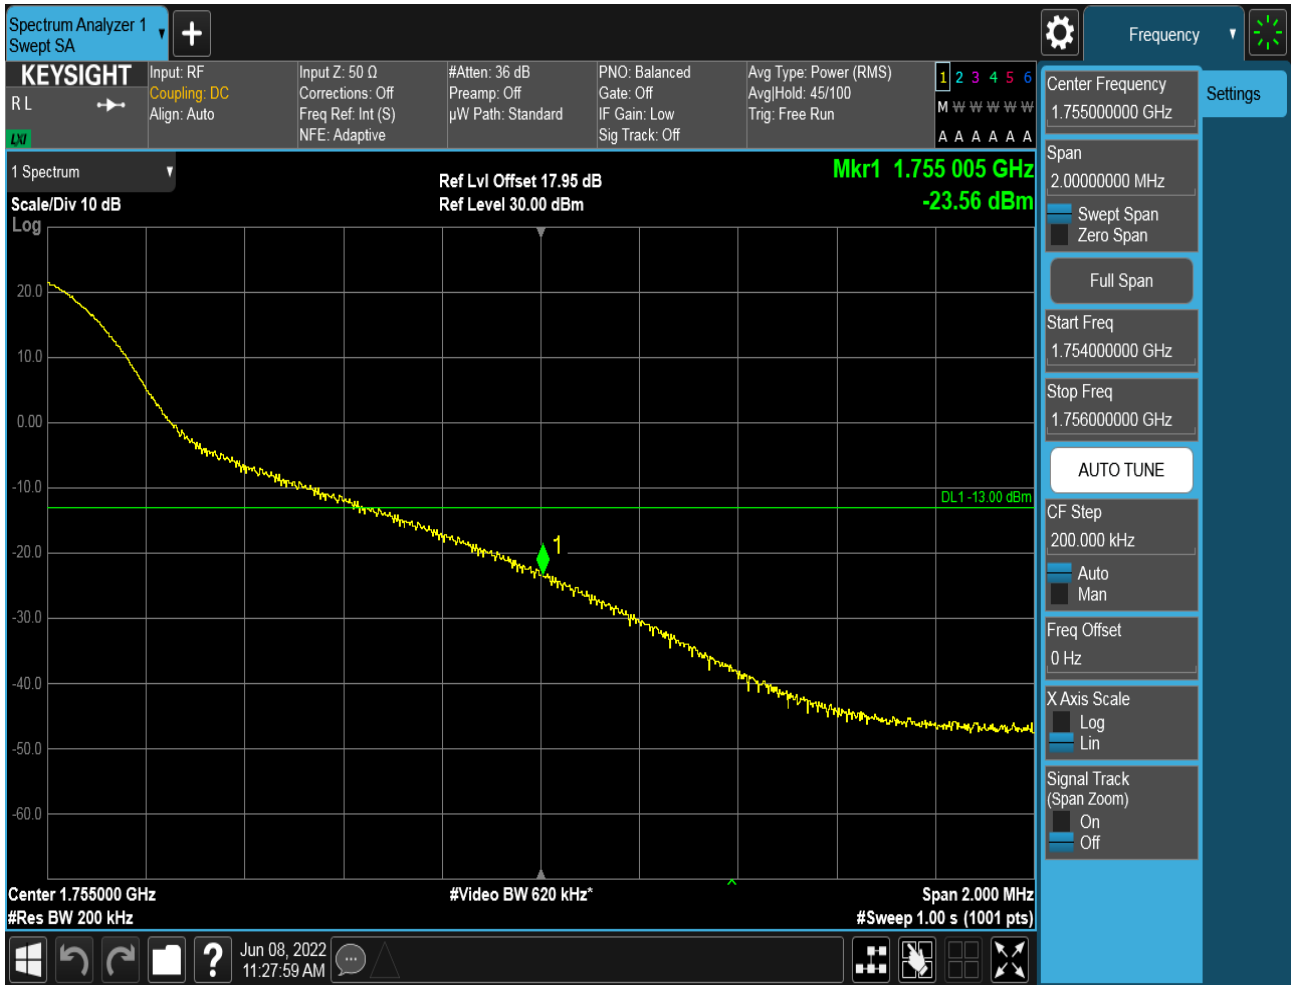 Spectrum Analyzer 1
Swept SA
Frequency
KEYSIGHT
R L
LXI
Input: RF
Coupling: DC
Align: Auto
Input Z: 50 Ω
Corrections: Off
Freq Ref: Int (S)
NFE: Adaptive
#Atten: 36 dB
Preamp: Off
µW Path: Standard
PNO: Balanced
Gate: Off
IF Gain: Low
Sig Track: Off
Avg Type: Power (RMS)
Avg|Hold: 45/100
Trig: Free Run
1 2 3 4 5 6
M W W W W W
A A A A A A
1 Spectrum
Scale/Div 10 dB
Log
Ref Lvl Offset 17.95 dB
Ref Level 30.00 dBm
Mkr1 1.755 005 GHz
-23.56 dBm
20.0
10.0
0.00
-10.0
DL1 -13.00 dBm
1
-20.0
-30.0
-40.0
-50.0
-60.0
Center 1.755000 GHz
#Video BW 620 kHz*
Span 2.000 MHz
#Res BW 200 kHz
#Sweep 1.00 s (1001 pts)
Center Frequency
1.755000000 GHz
Settings
Span
2.00000000 MHz
Swept Span
Zero Span
Full Span
Start Freq
1.754000000 GHz
Stop Freq
1.756000000 GHz
AUTO TUNE
CF Step
200.000 kHz
Auto
Man
Freq Offset
0 Hz
X Axis Scale
Log
Lin
Signal Track
(Span Zoom)
On
Off
?
Jun 08, 2022
11:27:59 AM